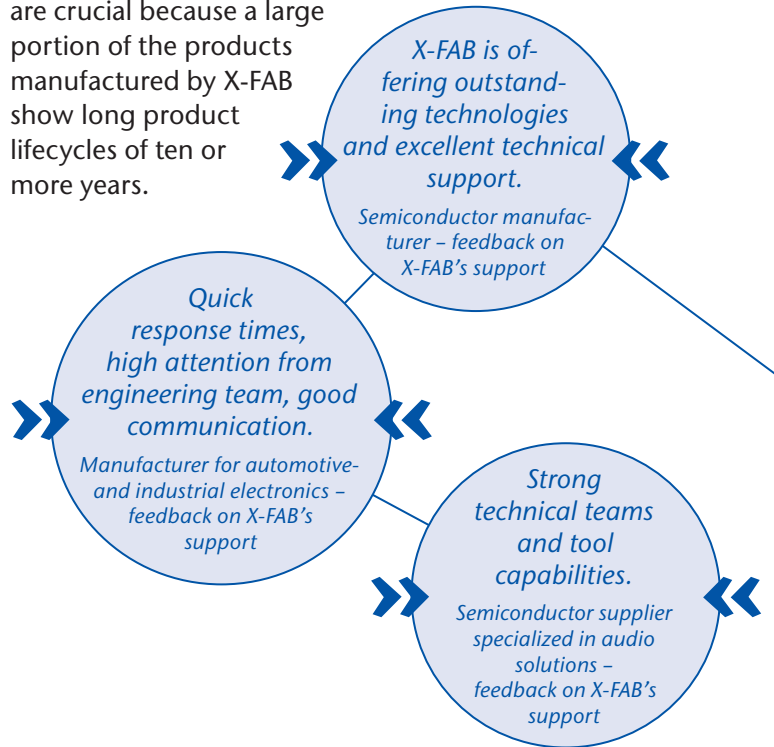 are crucial because a large
portion of the products
manufactured by X-FAB
show long product
lifecycles of ten or
more years.
X-FAB is of-
fering outstand-
ing technologies
and excellent technical
support.
Semiconductor manufac-
turer – feedback on
X-FAB's support
Quick
response times,
high attention from
engineering team, good
communication.
Manufacturer for automotive-
and industrial electronics –
feedback on X-FAB's
support
Strong
technical teams
and tool
capabilities.
Semiconductor supplier
specialized in audio
solutions –
feedback on X-FAB's
support